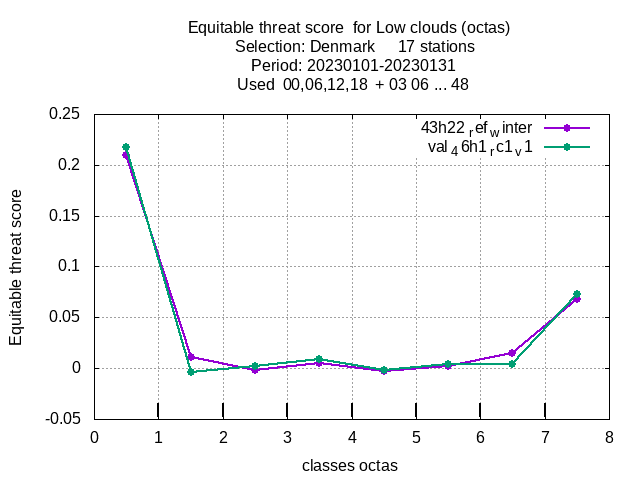 Equitable threat score  for Low clouds (octas)
Selection: Denmark     17 stations
Period: 20230101-20230131
Used  00,06,12,18  + 03 06 ... 48
0.25
43h22 r ef w inter
val 4 6h1 r c1 v 1
0.2
0.15
0.1
0.05
0
-0.05
Equitable threat score
0 1 2 3 4 5 6 7 8
classes octas